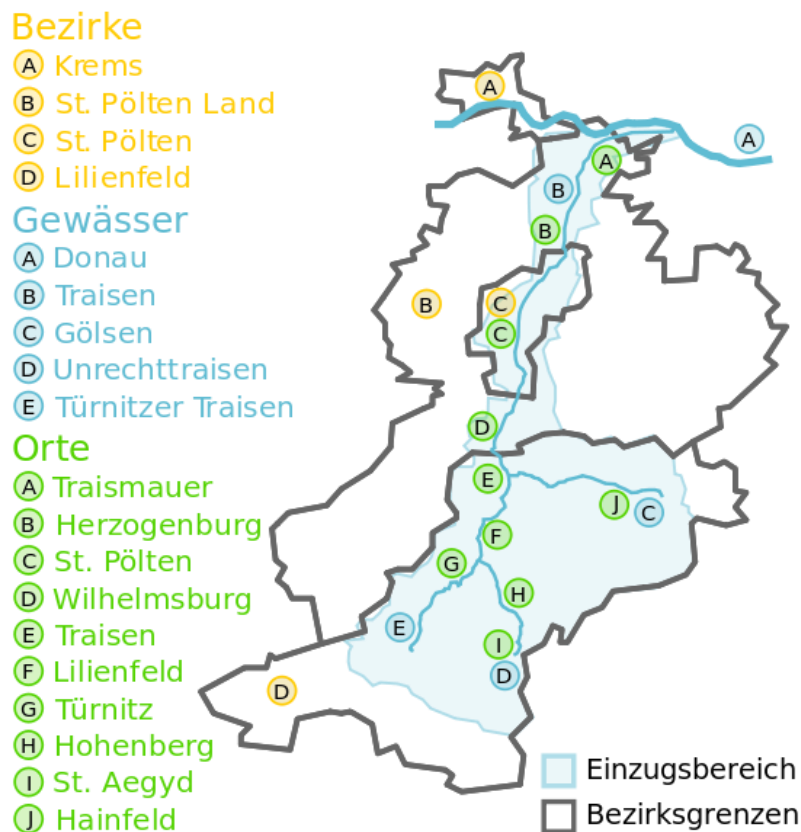 Bezirke
A Krems
B St. Pölten Land
C St. Pölten
D Lilienfeld
Gewässer
A Donau
B Traisen
C Gölsen
D Unrechttraisen
E Türnitzer Traisen
Orte
A Traismauer
B Herzogenburg
C St. Pölten
D Wilhelmsburg
E Traisen
F Lilienfeld
G Türnitz
H Hohenberg
I St. Aegyd
J Hainfeld
A
A
A
B
B
B
C
C
D
E
J C
F
G
H
E
I
D
D
Einzugsbereich
Bezirksgrenzen